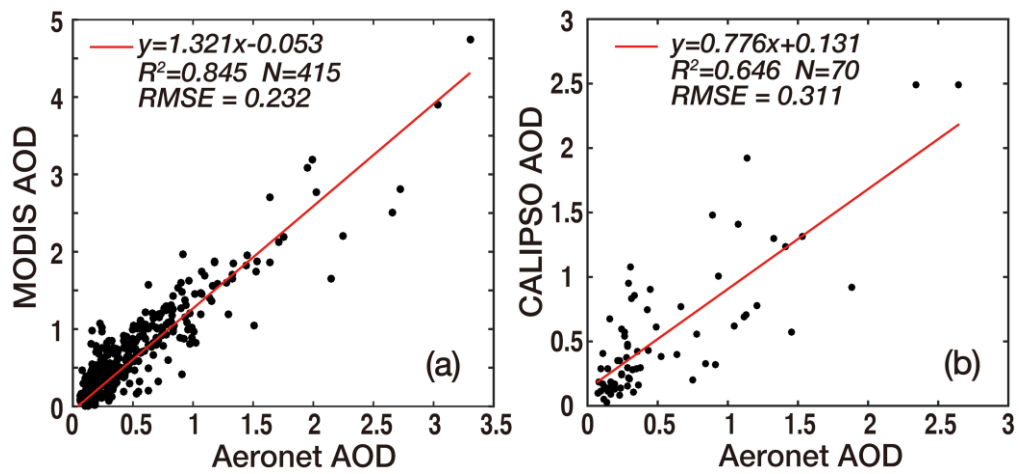 y=1.321x-0.053
R²=0.845 N=415
RMSE = 0.232
MODIS AOD
5
4
3
2
1
0
0 0.5 1 1.5 2 2.5 3 3.5
Aeronet AOD
(a)
y=0.776x+0.131
R²=0.646 N=70
RMSE = 0.311
CALIPSO AOD
3
2.5
2
1.5
1
0.5
0
0 0.5 1 1.5 2 2.5 3
Aeronet AOD
(b)